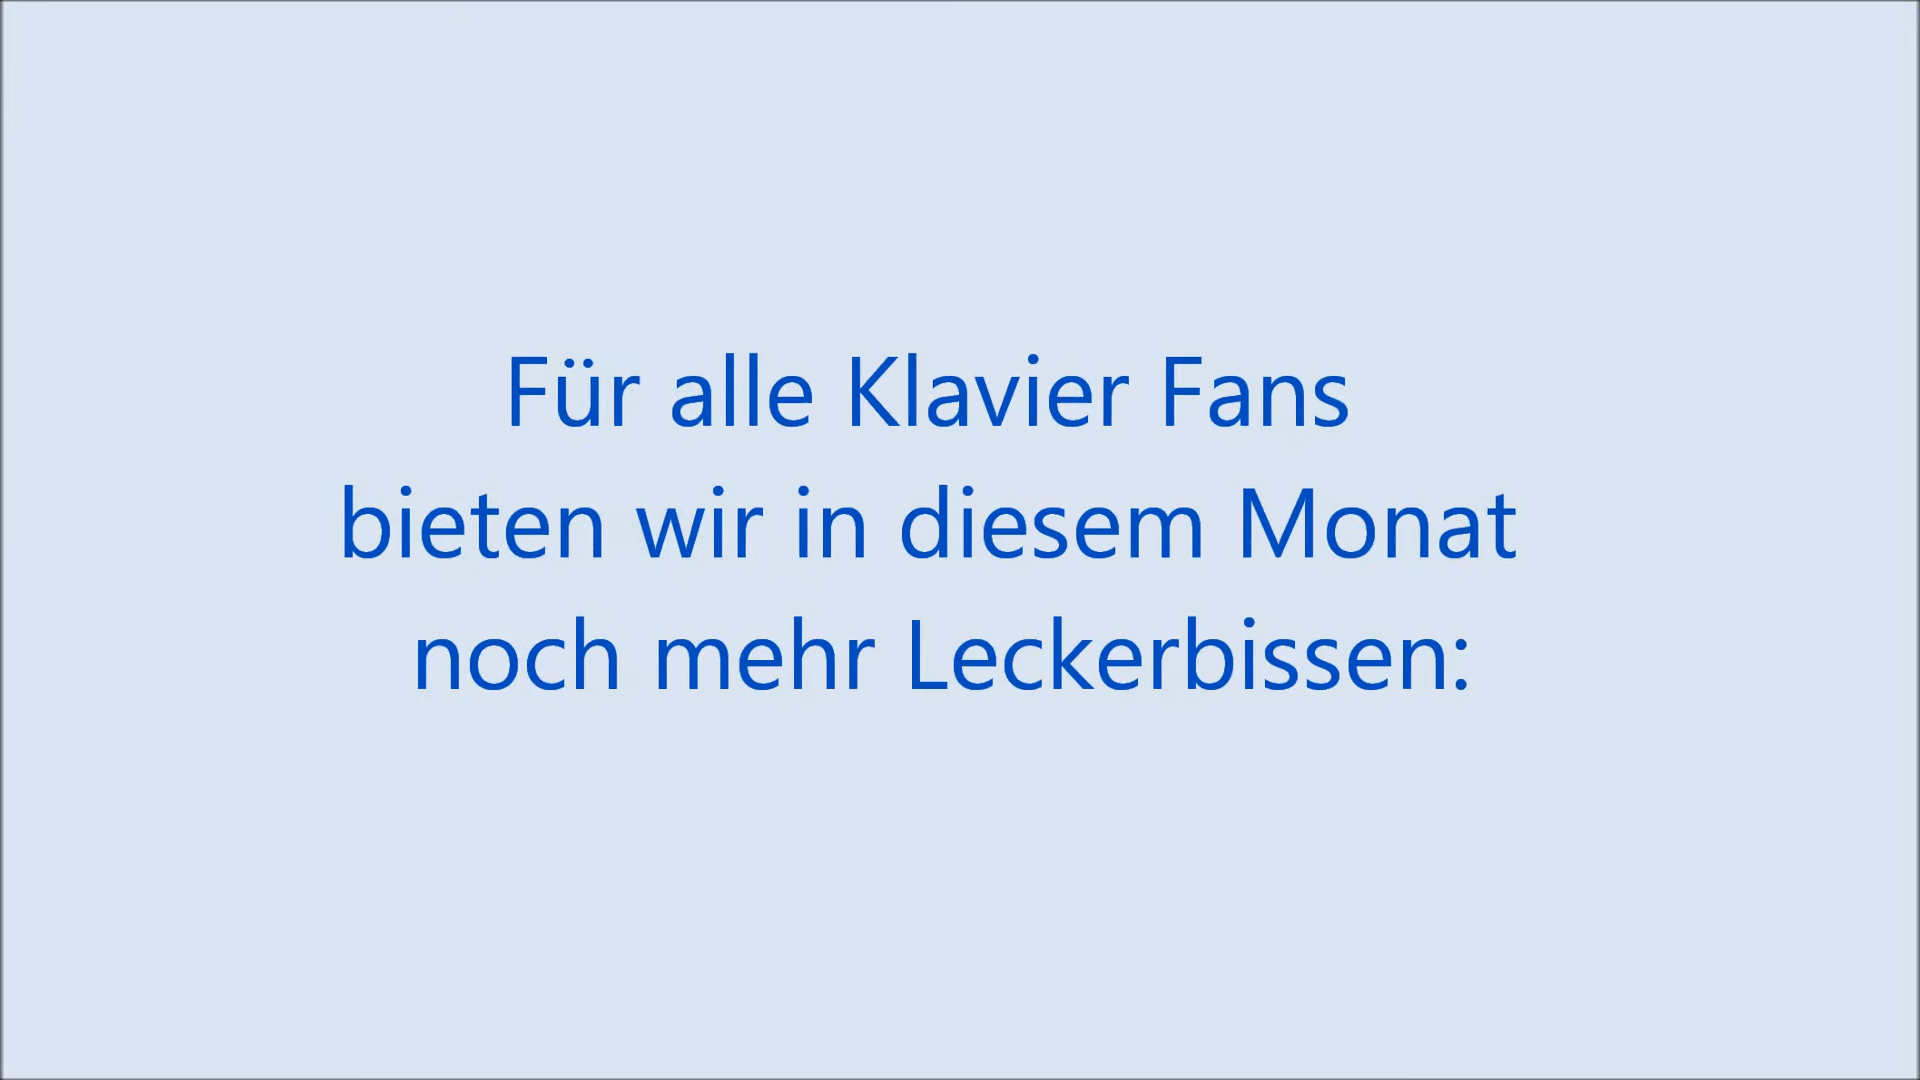 Für alle Klavier Fans
bieten wir in diesem Monat
noch mehr Leckerbissen: